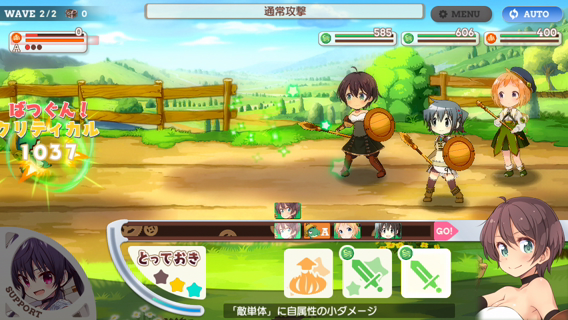 WAVE 2/2 0
通常攻撃
MENU
AUTO
0
585
606
400
A
ばつぐん!
クリティカル
1037
A
GO!
とっておき
SUPPORT
「敵単体」に自属性の小ダメージ